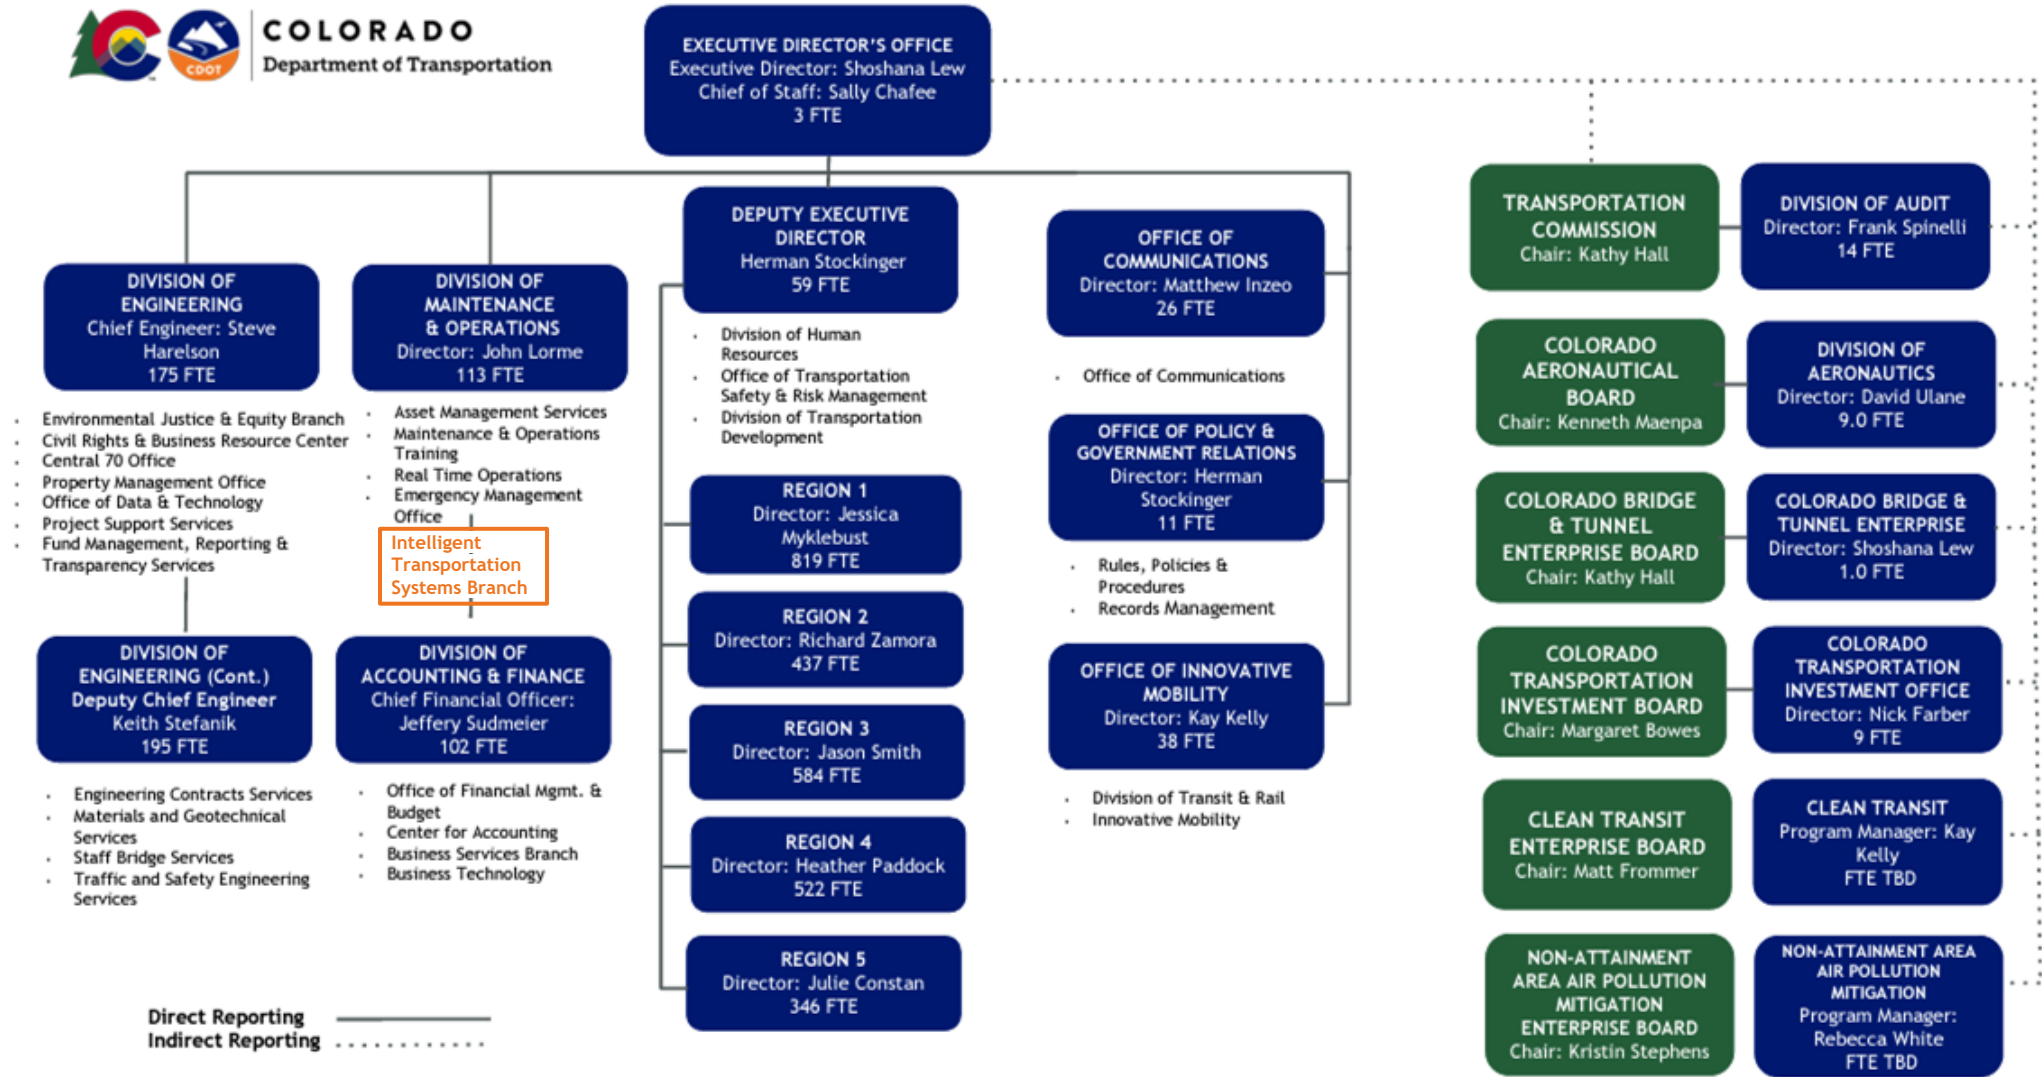 COLORADO
Department of Transportation
CDOT
EXECUTIVE DIRECTOR'S OFFICE
Executive Director: Shoshana Lew
Chief of Staff: Sally Chafee
3 FTE
DIVISION OF
ENGINEERING
Chief Engineer: Steve
Harelson
175 FTE
· Environmental Justice & Equity Branch
· Civil Rights & Business Resource Center
· Central 70 Office
· Property Management Office
· Office of Data & Technology
· Project Support Services
· Fund Management, Reporting &
Transparency Services
DIVISION OF
ENGINEERING (Cont.)
Deputy Chief Engineer
Keith Stefanik
195 FTE
· Engineering Contracts Services
· Materials and Geotechnical
Services
· Staff Bridge Services
· Traffic and Safety Engineering
Services
DIVISION OF
MAINTENANCE
& OPERATIONS
Director: John Lorme
113 FTE
· Asset Management Services
· Maintenance & Operations
Training
· Real Time Operations
· Emergency Management
Office
Intelligent
Transportation
Systems Branch
DIVISION OF
ACCOUNTING & FINANCE
Chief Financial Officer:
Jeffery Sudmeier
102 FTE
· Office of Financial Mgmt. &
Budget
· Center for Accounting
· Business Services Branch
· Business Technology
DEPUTY EXECUTIVE
DIRECTOR
Herman Stockinger
59 FTE
· Division of Human
Resources
· Office of Transportation
Safety & Risk Management
· Division of Transportation
Development
REGION 1
Director: Jessica
Myklebust
819 FTE
REGION 2
Director: Richard Zamora
437 FTE
REGION 3
Director: Jason Smith
584 FTE
REGION 4
Director: Heather Paddock
522 FTE
REGION 5
Director: Julie Constan
346 FTE
OFFICE OF
COMMUNICATIONS
Director: Matthew Inzeo
26 FTE
· Office of Communications
OFFICE OF POLICY &
GOVERNMENT RELATIONS
Director: Herman
Stockinger
11 FTE
· Rules, Policies &
Procedures
· Records Management
OFFICE OF INNOVATIVE
MOBILITY
Director: Kay Kelly
38 FTE
· Division of Transit & Rail
· Innovative Mobility
TRANSPORTATION
COMMISSION
Chair: Kathy Hall
DIVISION OF AUDIT
Director: Frank Spinelli
14 FTE
COLORADO
AERONAUTICAL
BOARD
Chair: Kenneth Maenpa
DIVISION OF
AERONAUTICS
Director: David Ulane
9.0 FTE
COLORADO BRIDGE
& TUNNEL
ENTERPRISE BOARD
Chair: Kathy Hall
COLORADO BRIDGE &
TUNNEL ENTERPRISE
Director: Shoshana Lew
1.0 FTE
COLORADO
TRANSPORTATION
INVESTMENT BOARD
Chair: Margaret Bowes
COLORADO
TRANSPORTATION
INVESTMENT OFFICE
Director: Nick Farber
9 FTE
CLEAN TRANSIT
ENTERPRISE BOARD
Chair: Matt Frommer
CLEAN TRANSIT
Program Manager: Kay
Kelly
FTE TBD
NON-ATTAINMENT
AREA AIR POLLUTION
MITIGATION
ENTERPRISE BOARD
Chair: Kristin Stephens
NON-ATTAINMENT AREA
AIR POLLUTION
MITIGATION
Program Manager:
Rebecca White
FTE TBD
Direct Reporting
Indirect Reporting